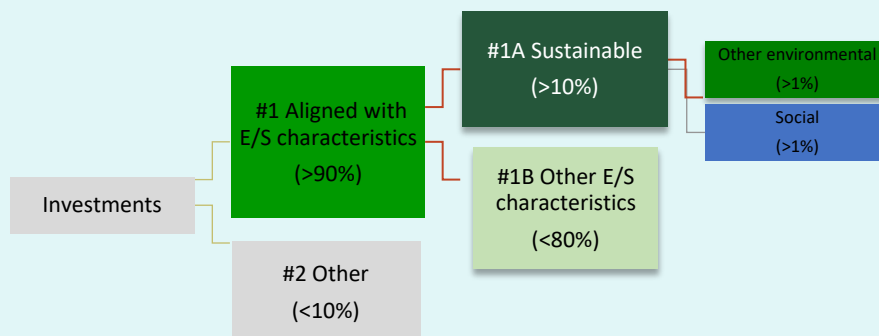 Investments
#1 Aligned with
E/S characteristics
(>90%)
#2 Other
(<10%)
#1A Sustainable
(>10%)
#1B Other E/S
characteristics
(<80%)
Other environmental
(>1%)
Social
(>1%)